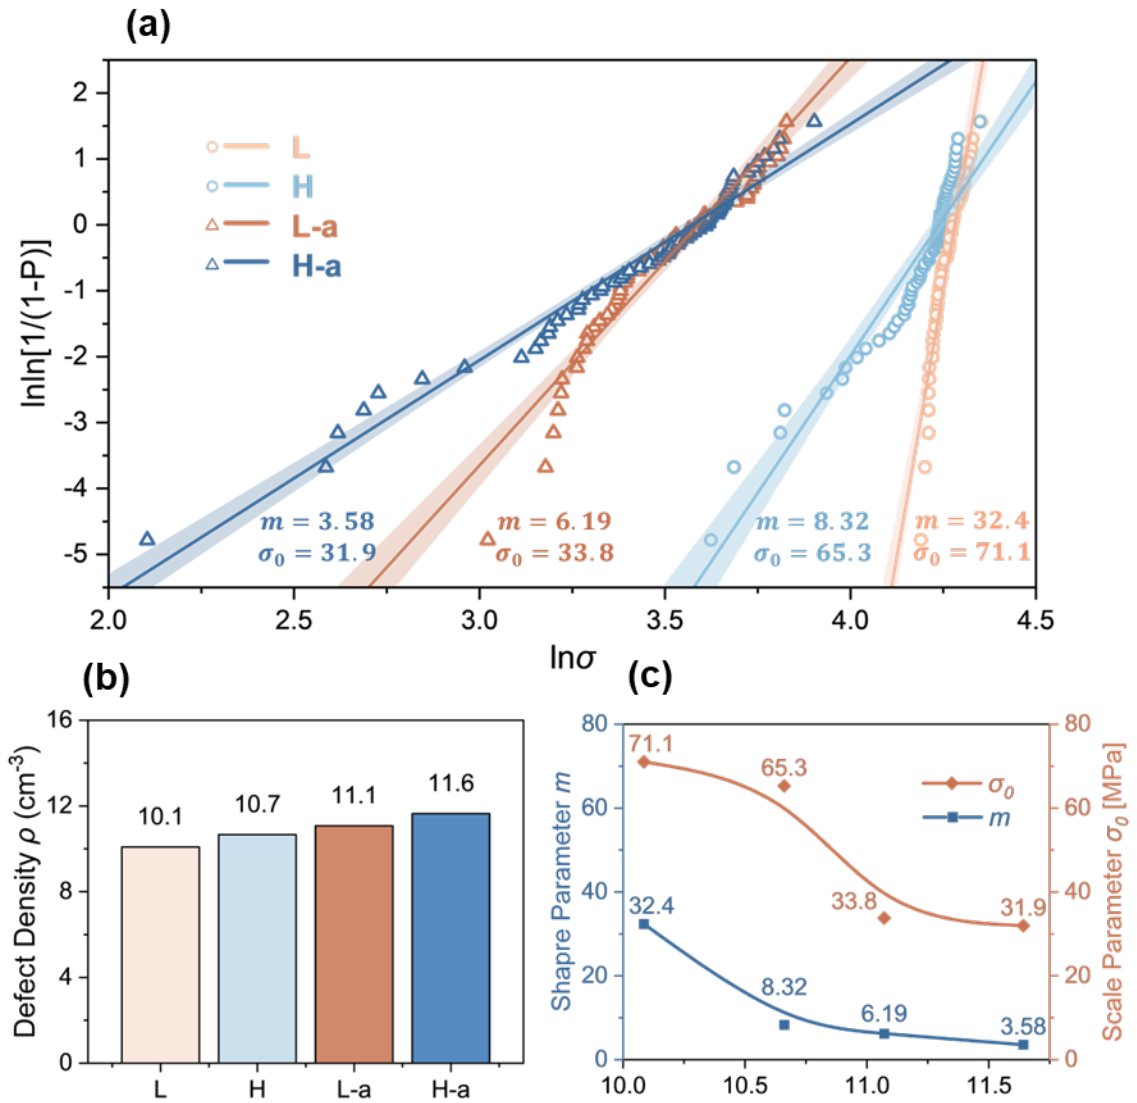 (a)
lnln[1/(1-P)]
2
1
0
-1
-2
-3
-4
-5
L
H
L-a
H-a
m = 3.58
σ0 = 31.9
m = 6.19
σ0 = 33.8
m = 8.32
σ0 = 65.3
m = 32.4
σ0 = 71.1
2.0 2.5 3.0 3.5 4.0 4.5
lnσ
(b)
Defect Density ρ (cm-3)
16
12
8
4
0
10.1
10.7
11.1
11.6
L H L-a H-a
(c)
Shapre Parameter m
80
60
40
20
0
71.1
65.3
33.8
31.9
32.4
8.32
6.19
3.58
σ0
m
80
60
40
20
0
Scale Parameter σ0 [MPa]
10.0 10.5 11.0 11.5